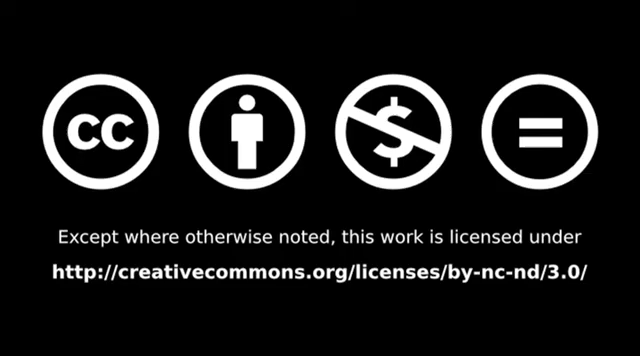 cc
Except where otherwise noted, this work is licensed under
http://creativecommons.org/licenses/by-nc-nd/3.0/